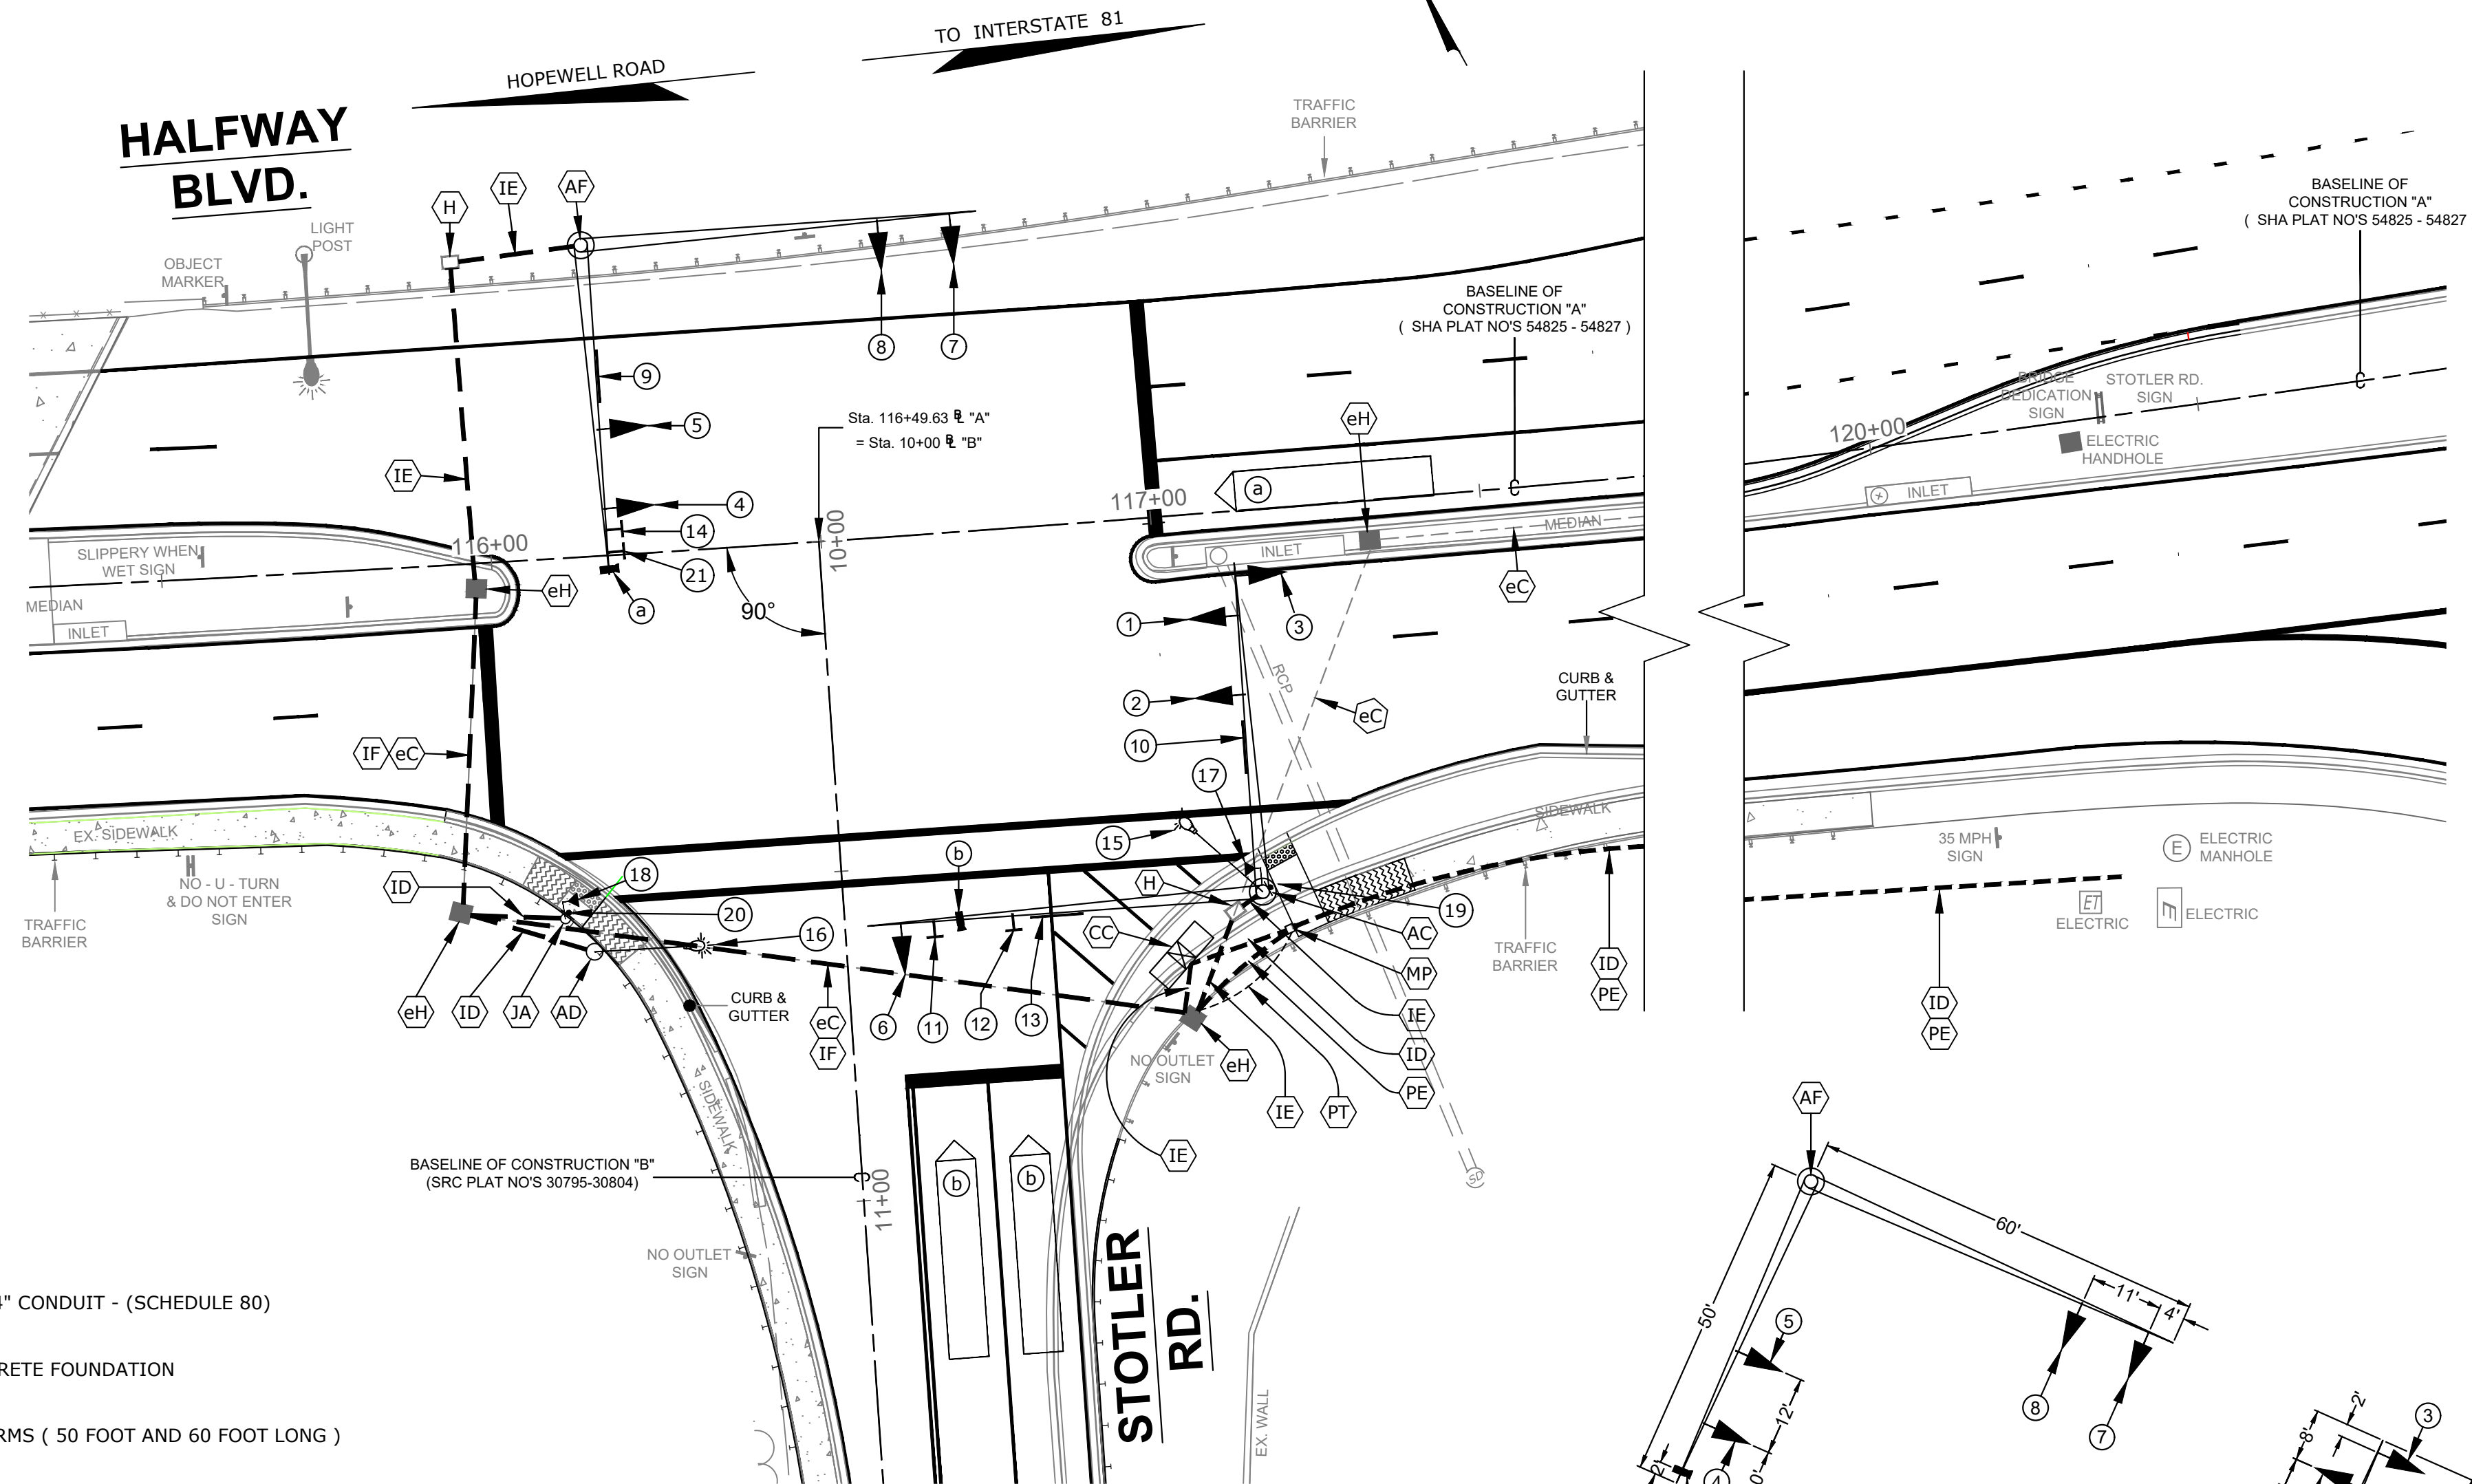 TO INTERSTATE 81
HOPEWELL ROAD
HALFWAY
BLVD.
TRAFFIC
BARRIER
H
IE
AF
LIGHT
POST
OBJECT
MARKER
BASELINE OF
CONSTRUCTION "A"
( SHA PLAT NO'S 54825 - 54827
BASELINE OF
CONSTRUCTION "A"
( SHA PLAT NO'S 54825 - 54827 )
8
7
9
5
4
14
21
a
Sta. 116+49.63 BL "A"
= Sta. 10+00 BL "B"
eH
BRIDGE
DEDICATION
SIGN
STOTLER RD.
SIGN
120+00
ELECTRIC
HANDHOLE
INLET
IE
117+00
10+00
a
MEDIAN
INLET
eC
116+00
SLIPPERY WHEN
WET SIGN
MEDIAN
INLET
eH
90°
1
3
2
10
RCP
eC
CURB &
GUTTER
IF
eC
17
15
SIDEWALK
EX. SIDEWALK
NO - U - TURN
& DO NOT ENTER
SIGN
TRAFFIC
BARRIER
ID
18
20
16
b
H
CC
19
AC
MP
IE
ID
PE
TRAFFIC
BARRIER
ID
PE
35 MPH
SIGN
E
ELECTRIC
MANHOLE
ET
ELECTRIC
E
ELECTRIC
ID
PE
eH
ID
JA
AD
CURB &
GUTTER
eC
IF
6
11
12
13
NO OUTLET
SIGN
eH
IE
PT
IE
SD
SIDEWALK
BASELINE OF CONSTRUCTION "B"
(SRC PLAT NO'S 30795-30804)
11+00
b
b
NO OUTLET
SIGN
STOTLER
RD.
EX. WALL
4" CONDUIT - (SCHEDULE 80)
RETE FOUNDATION
RMS ( 50 FOOT AND 60 FOOT LONG )
AF
60'
50'
11'
4'
5
12'
8
7
4
2'
0'
2'
8'
3